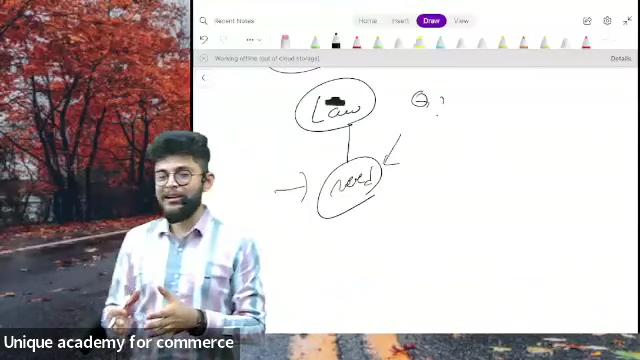 Recent Notes
Home Insert Draw View
Working offline (out of cloud storage)
Details
Law
Q ?
need
Unique academy for commerce